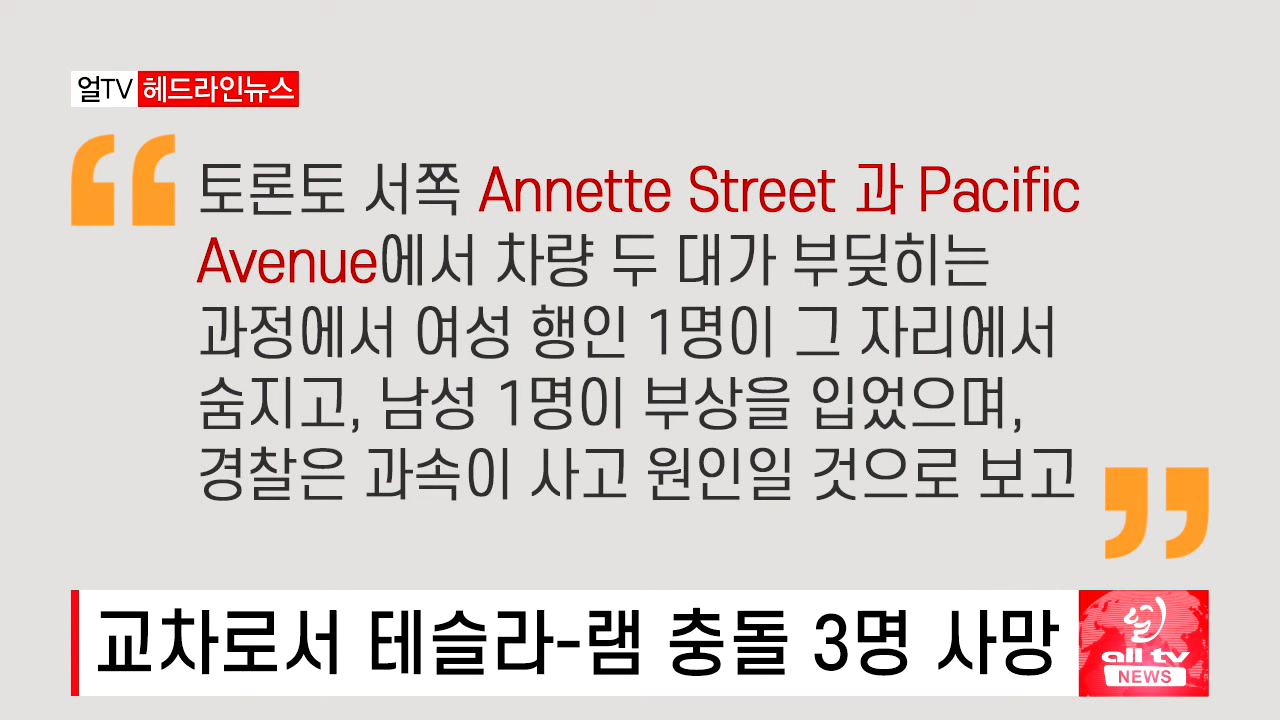 얼TV 헤드라인뉴스
토론토 서쪽 Annette Street 과 Pacific
Avenue에서 차량 두 대가 부딪히는
과정에서 여성 행인 1명이 그 자리에서
숨지고, 남성 1명이 부상을 입었으며,
경찰은 과속이 사고 원인일 것으로 보고
교차로서 테슬라-램 충돌 3명 사망
얼
all tv
NEWS